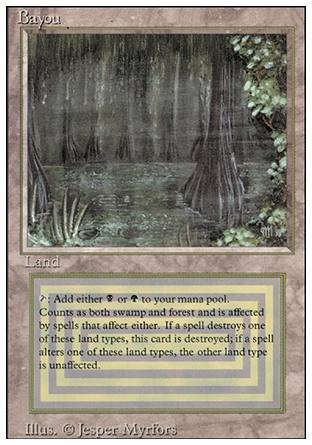 Bayou
Land
: Add either or to your mana pool.
Counts as both swamp and forest and is affected
by spells that affect either. If a spell destroys one
of these land types, this card is destroyed; if a spell
alters one of these land types, the other land type
is unaffected.
Illus. © Jesper Myrfors